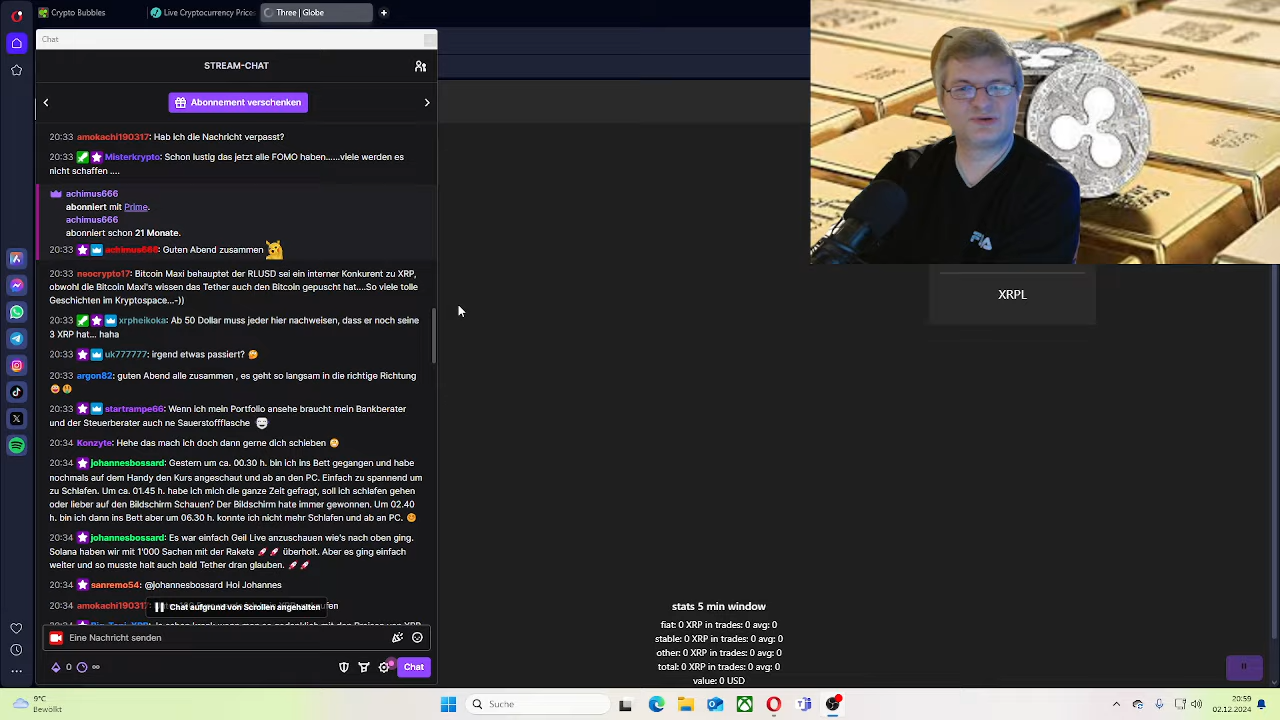 Crypto Bubbles
Live Cryptocurrency Prices
Three | Globe
Chat
STREAM-CHAT
Abonnement verschenken
20:33 amokachi190317: Hab ich die Nachricht verpasst?
20:33 Misterkrypto: Schon lustig das jetzt alle FOMO haben......viele werden es
nicht schaffen ....
achimus666
abonniert mit Prime.
achimus666
abonniert schon 21 Monate.
20:33 achimus666: Guten Abend zusammen
20:33 neocrypto17: Bitcoin Maxi behauptet der RLUSD sei ein interner Konkurent zu XRP,
obwohl die Bitcoin Maxi's wissen das Tether auch den Bitcoin gepuscht hat....So wie viele
Geschichten im Kryptospace...-))
20:33 xrpheikoka: Ab 50 Dollar muss jeder hier nachweisen, dass er noch seine
3 XRP hat... haha
20:33 uk777777: irgend etwas passiert?
20:33 argon82: guten Abend alle zusammen , es geht so langsam in die richtige Richtung
20:33 startrampe66: Wenn ich mein Portfolio ansehe braucht mein Bankberater
und der Steuerberater auch ne Sauerstoffflasche
20:34 Konzyte: Hehe das mach ich doch dann gerne dich schleben
20:34 johannesbossard: Gestern um ca. 00.30 h. bin ich ins Bett gegangen und habe
nochmals auf dem Handy den Kurs angeschaut und ab an den PC. Einfach zu spannend um
zu Schlafen. Um ca. 01.45 h. habe ich mich die ganze Zeit gefragt, soll ich schlafen gehen
oder lieber auf den Bildschirm Schauen? Der Bildschirm hate immer gewonnen. Um 02.40
h. bin ich dann ins Bett aber um 06.30 h. konnte ich nicht mehr Schlafen und ab an PC.
20:34 johannesbossard: Es war einfach Geil Live anzuschauen wie's nach oben ging.
Solana haben wir mit 1'000 Sachen mit der Rakete überholt. Aber es ging einfach
weiter und so musste halt auch bald Tether dran glauben.
20:34 sanremo54: @johannesbossard Hoi Johannes
20:34 amokachi190317:
Chat aufgrund von Scrollen angehalten
Eine Nachricht senden
0 ∞
Chat
XRPL
FILA
stats 5 min window
fiat: 0 XRP in trades: 0 avg: 0
stable: 0 XRP in trades: 0 avg: 0
other: 0 XRP in trades: 0 avg: 0
total: 0 XRP in trades: 0 avg: 0
value: 0 USD
9°C
Bewölkt
Suche
20:59
02.12.2024